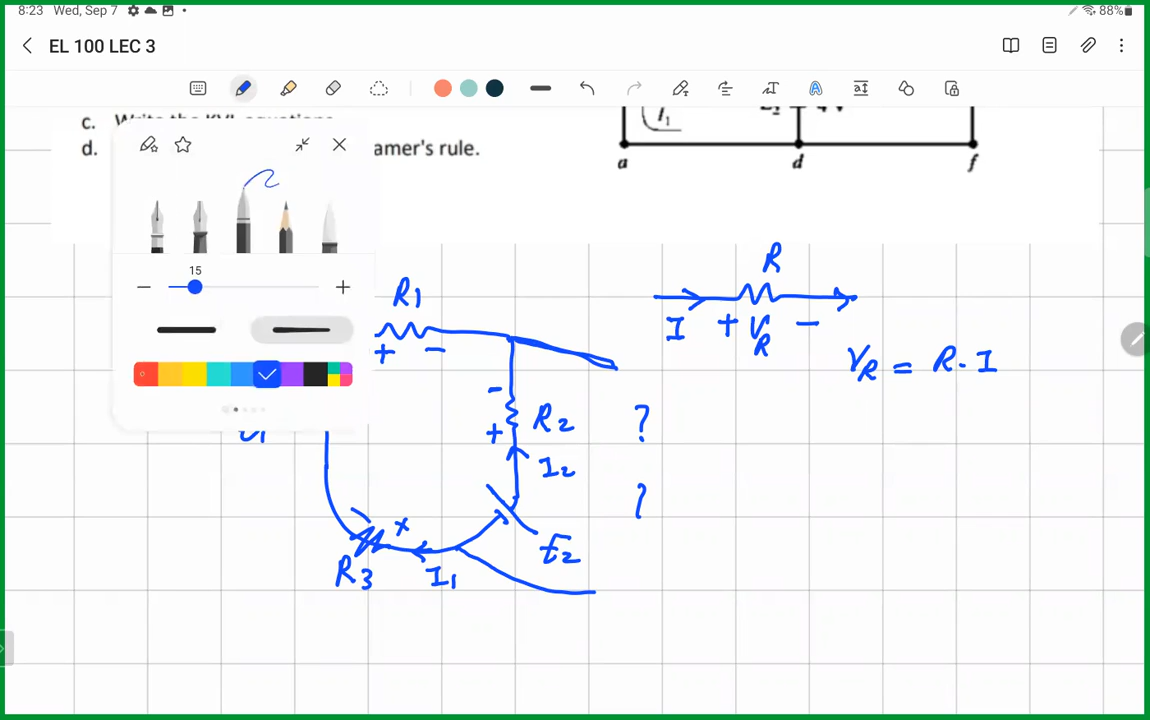 8:23 Wed, Sep 7
88%
EL 100 LEC 3
c.
d. amer's rule.
I1
a d f
15
R
R1
I + VR -
+ -
VR = R.I
-
+ R2
?
I2
?
+
E2
R3 I1